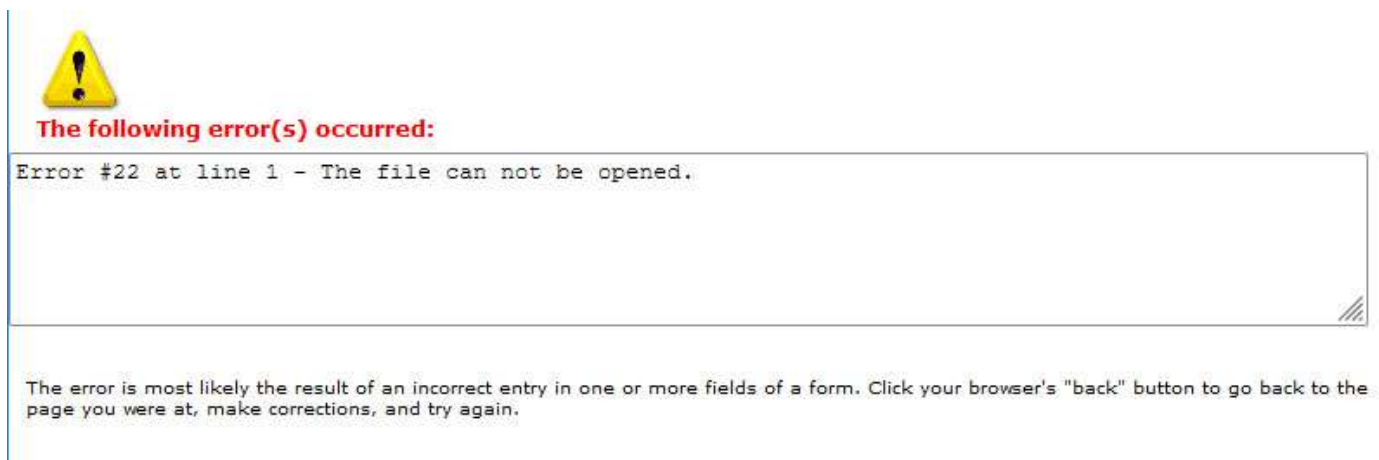 The following error(s) occurred:
Error #22 at line 1 - The file can not be opened.
The error is most likely the result of an incorrect entry in one or more fields of a form. Click your browser's "back" button to go back to the
page you were at, make corrections, and try again.